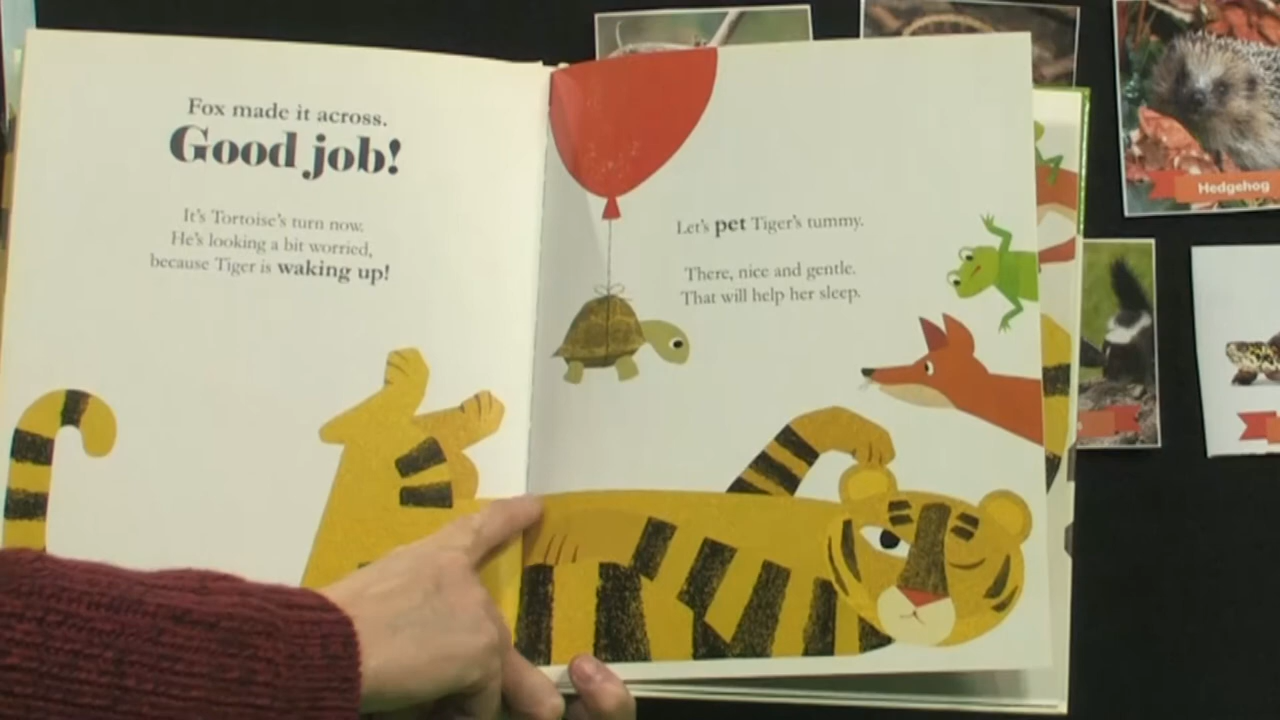 Fox made it across.
Good job!
It's Tortoise's turn now.
He's looking a bit worried,
because Tiger is waking up!
Let's pet Tiger's tummy.
There, nice and gentle.
That will help her sleep.
Hedgehog